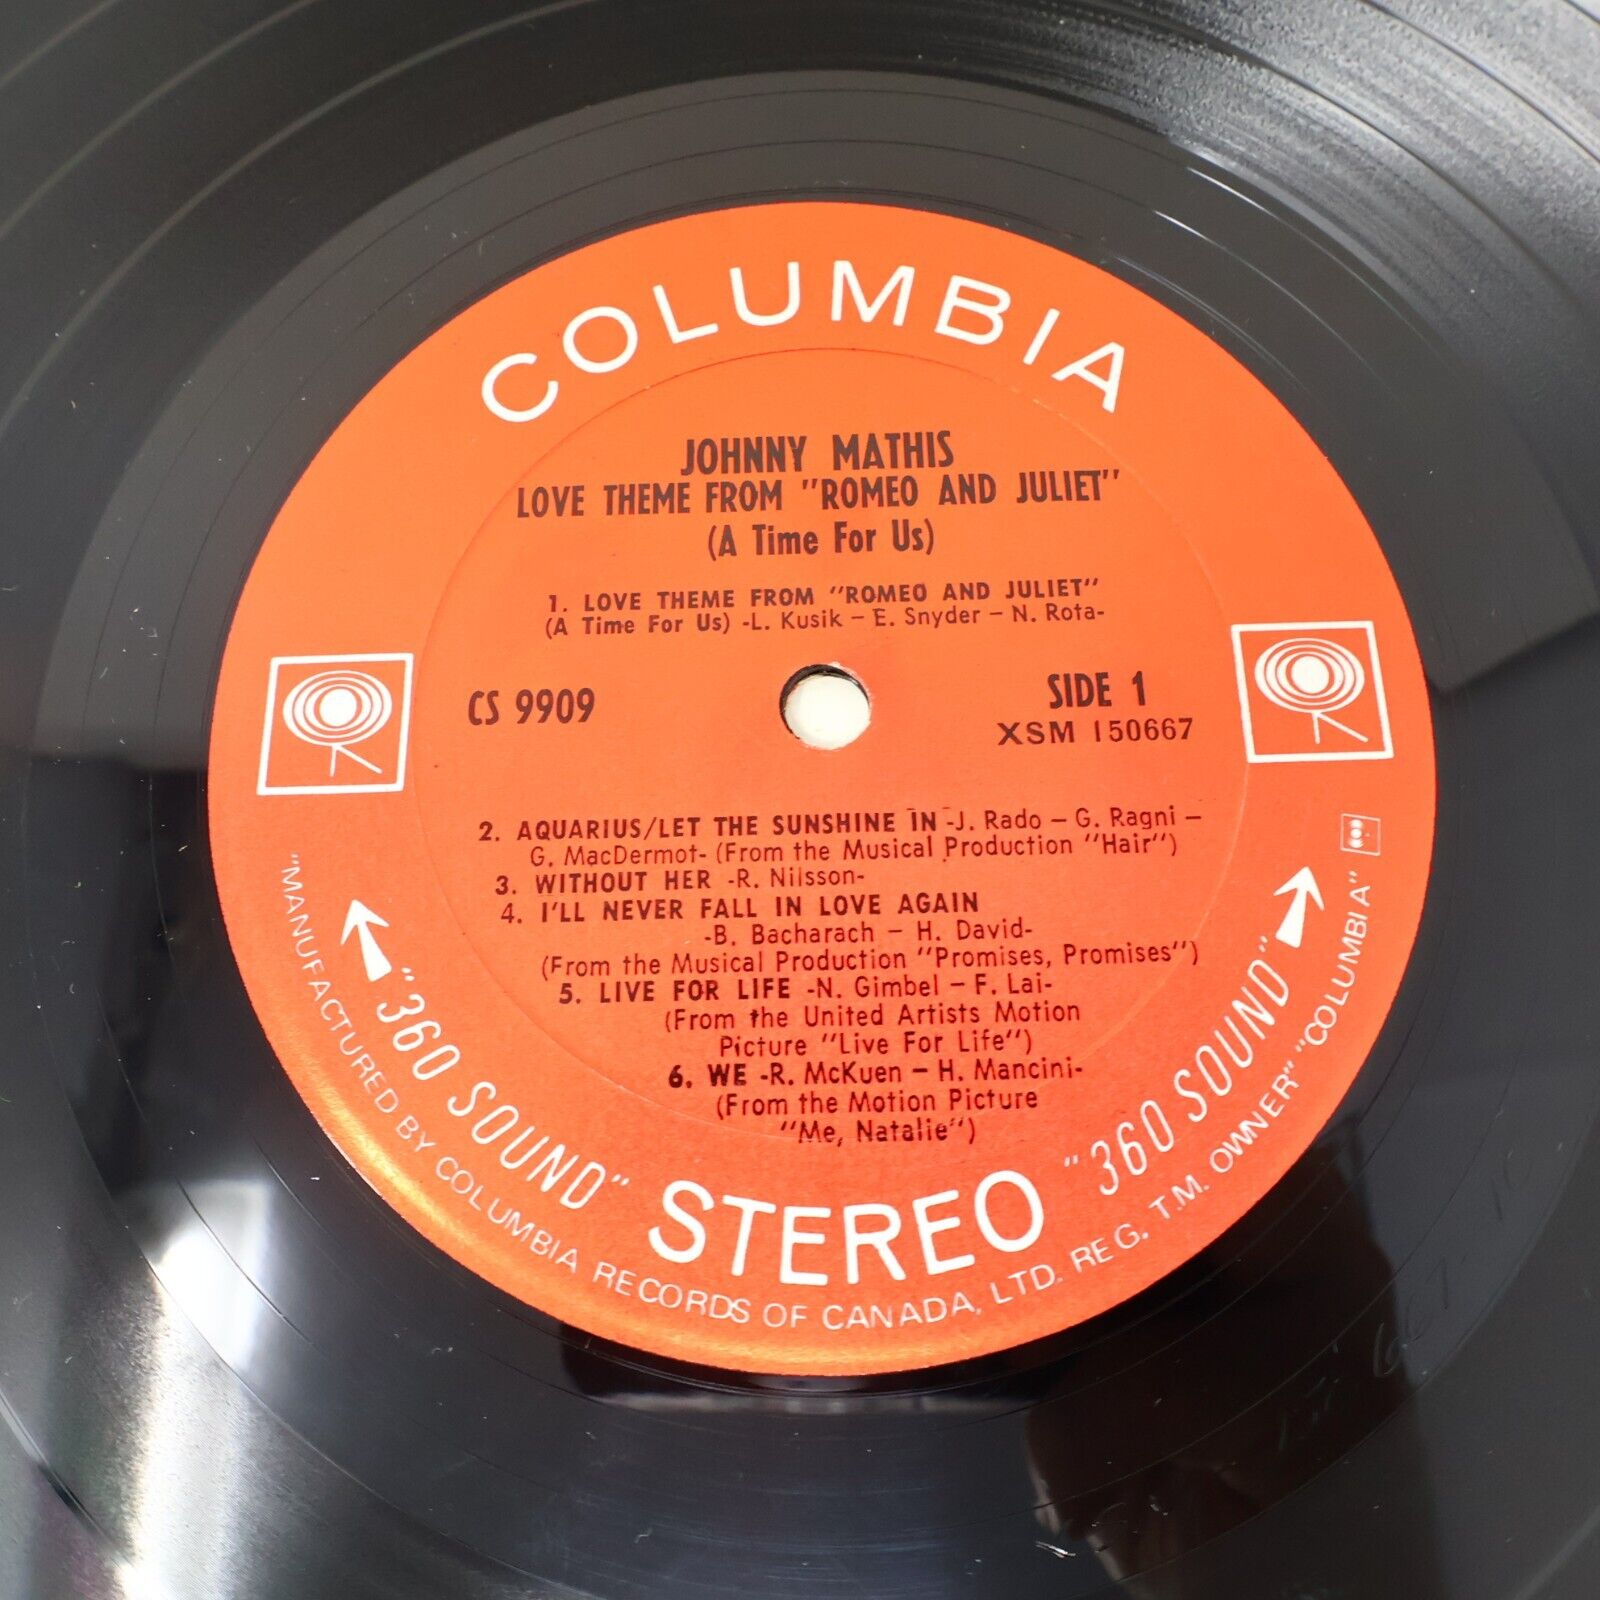 COLUMBIA
JOHNNY MATHIS
LOVE THEME FROM "ROMEO AND JULIET"
(A Time For Us)
1. LOVE THEME FROM "ROMEO AND JULIET"
(A Time For Us) -L. Kusik - E. Snyder - N. Rota-
CS 9909
SIDE 1
XSM 150667
2. AQUARIUS/LET THE SUNSHINE IN -J. Rado - G. Ragni -
G. MacDermot- (From the Musical Production "Hair")
3. WITHOUT HER -R. Nilsson-
4. I'LL NEVER FALL IN LOVE AGAIN
-B. Bacharach - H. David-
(From the Musical Production "Promises, Promises")
5. LIVE FOR LIFE -N. Gimbel - F. Lai-
(From the United Artists Motion
Picture "Live For Life")
6. WE -R. McKuen - H. Mancini-
(From the Motion Picture
"Me, Natalie")
"360 SOUND" STEREO "360 SOUND"
"MANUFACTURED BY COLUMBIA RECORDS OF CANADA, LTD. REG. T.M. OWNER" "COLUMBIA"